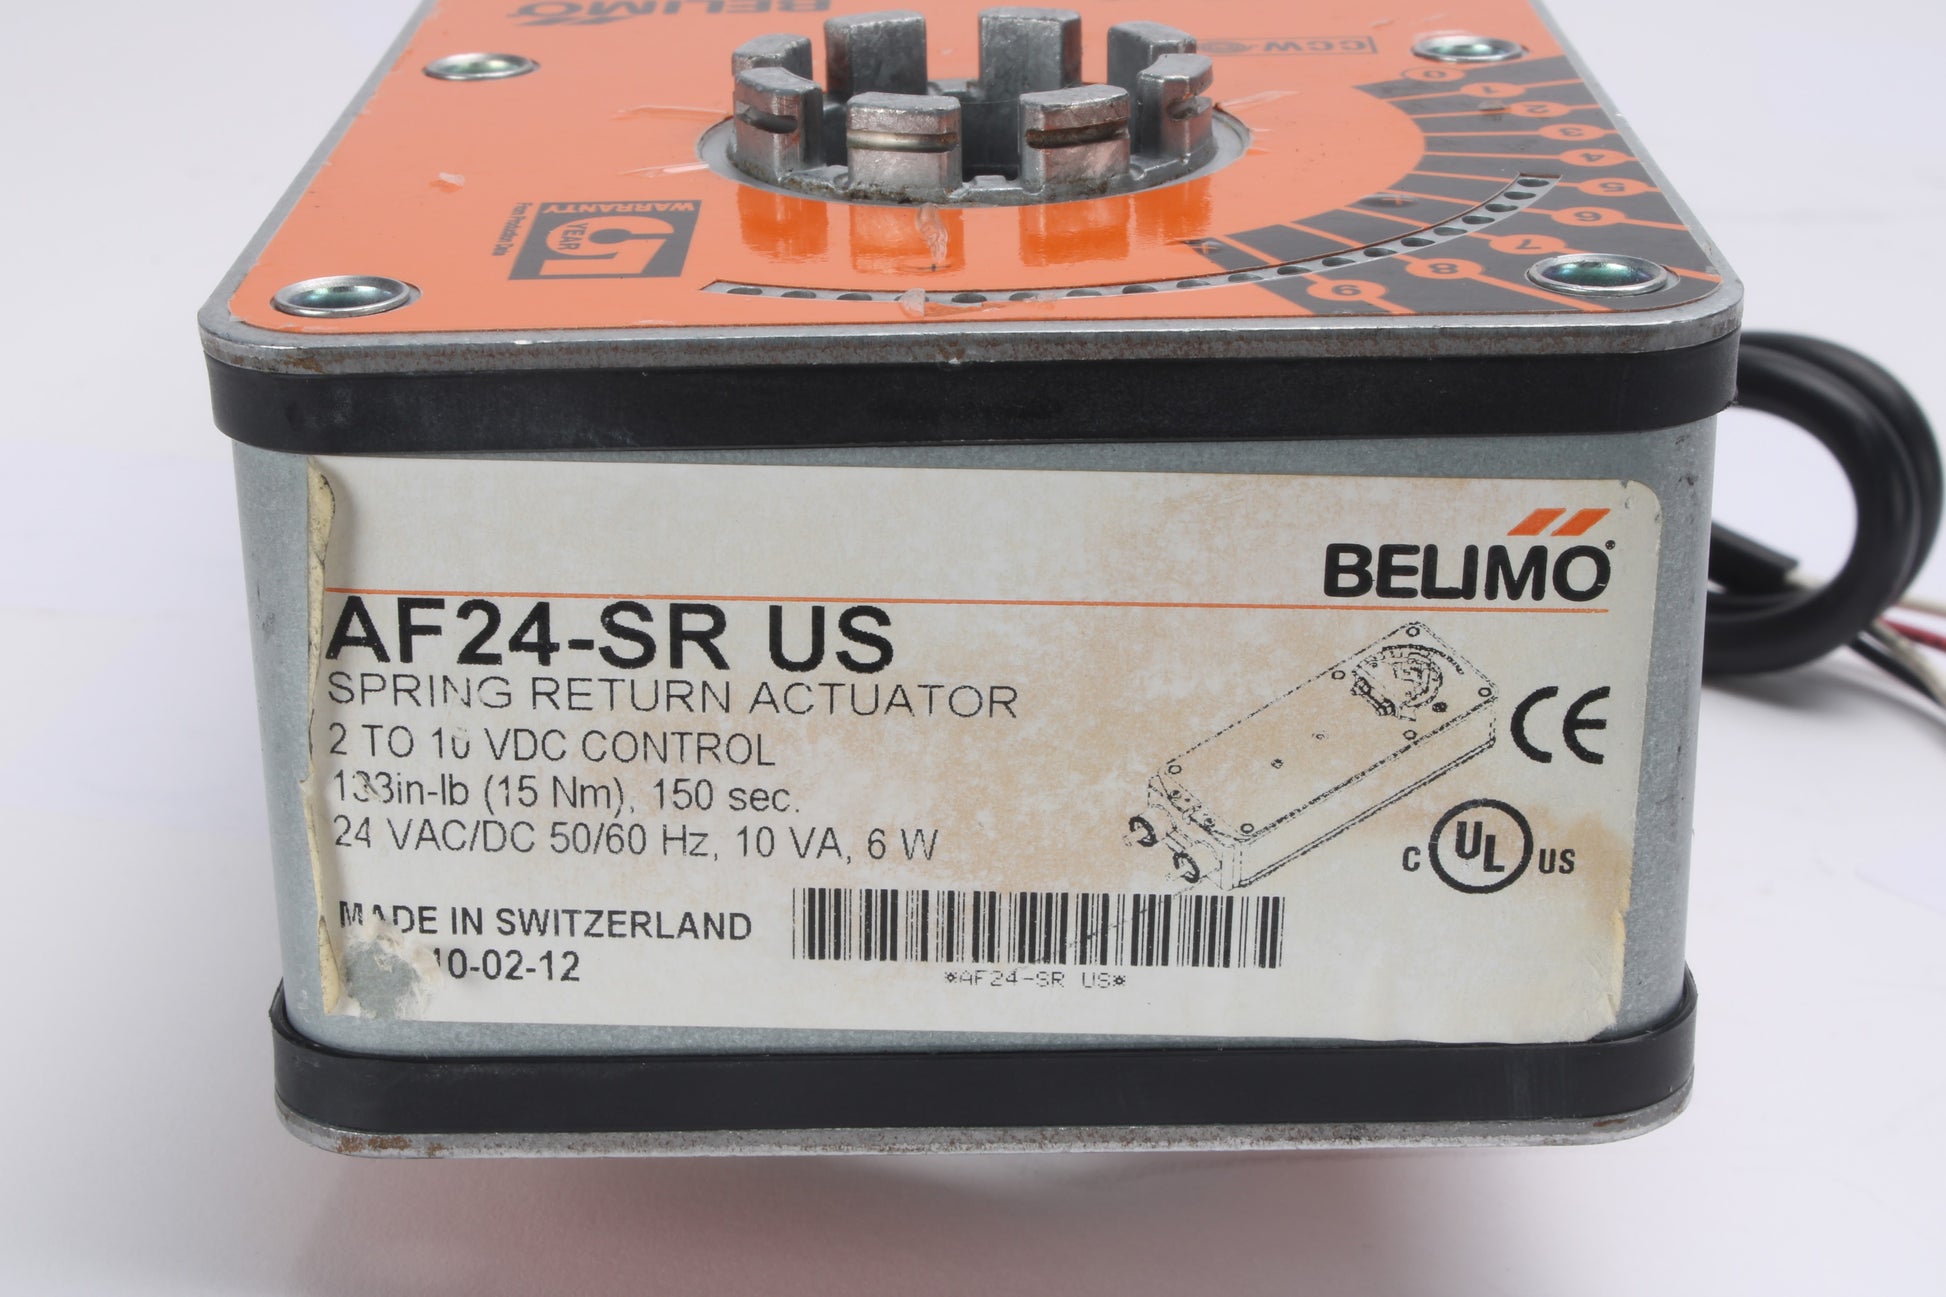 BELIMO
CCW
0
1
2
3
4
5
6
7
8
9
WARRANTY
YEAR
BELIMO
AF24-SR US
SPRING RETURN ACTUATOR
2 TO 10 VDC CONTROL
133in-lb (15 Nm), 150 sec.
24 VAC/DC 50/60 Hz, 10 VA, 6 W
CE
C UL US
MADE IN SWITZERLAND
10-02-12
*AF24-SR US*